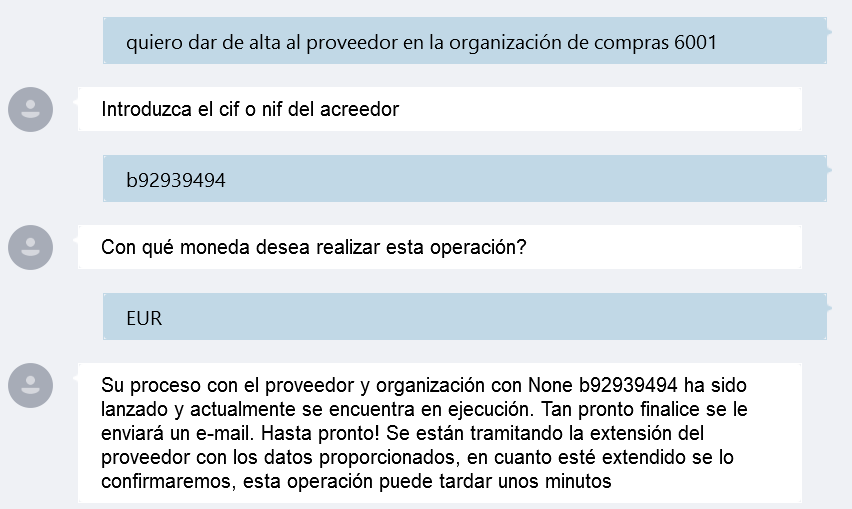 quiero dar de alta al proveedor en la organización de compras 6001
Introduzca el cif o nif del acreedor
b92939494
Con qué moneda desea realizar esta operación?
EUR
Su proceso con el proveedor y organización con None b92939494 ha sido
lanzado y actualmente se encuentra en ejecución. Tan pronto finalice se le
enviará un e-mail. Hasta pronto! Se están tramitando la extensión del
proveedor con los datos proporcionados, en cuanto esté extendido se lo
confirmaremos, esta operación puede tardar unos minutos